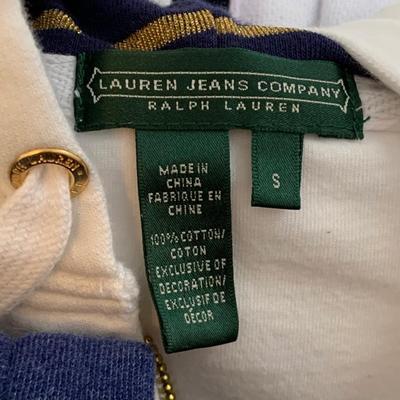 LAUREN JEANS COMPANY
RALPH LAUREN
MADE IN
CHINA
FABRIQUE EN
CHINE
100% COTTON/
COTON
EXCLUSIVE OF
DECORATION/
EXCLUSIF DE
DÉCOR
S
LAUREN